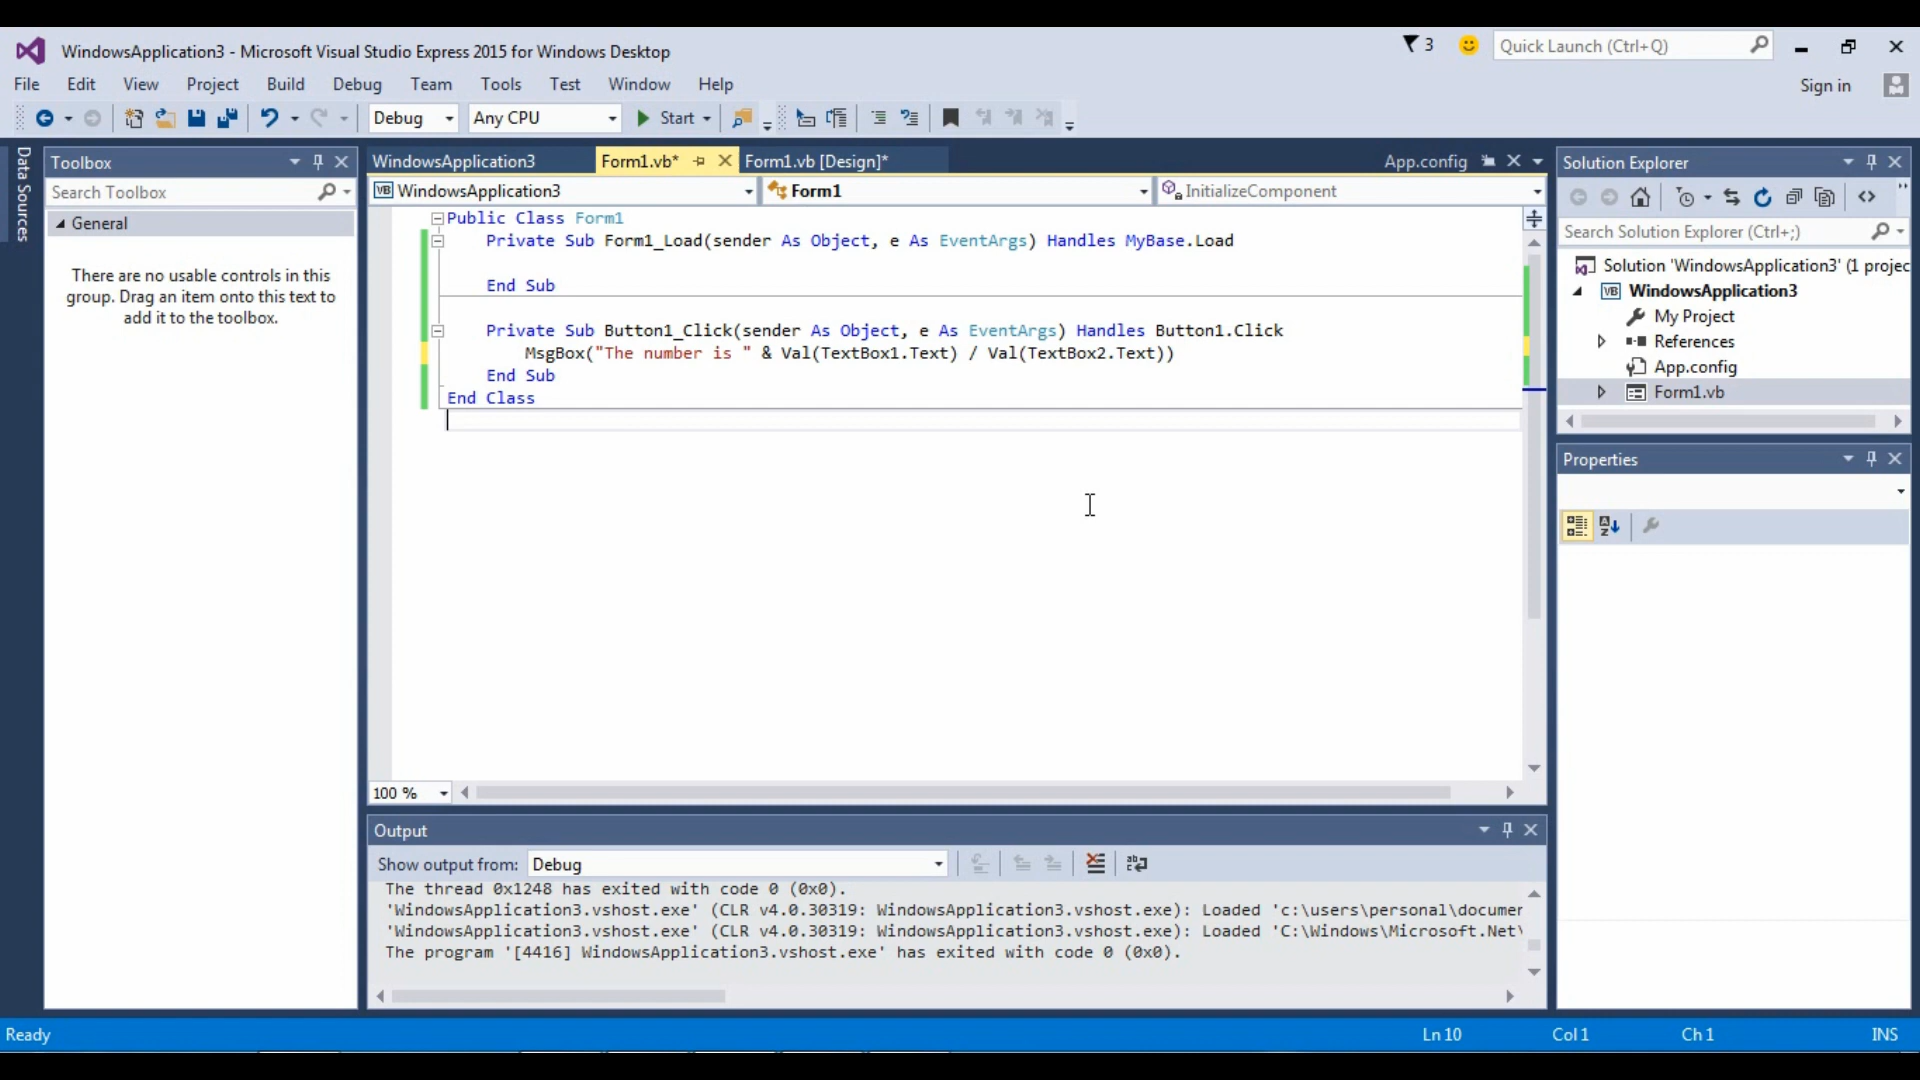 WindowsApplication3 - Microsoft Visual Studio Express 2015 for Windows Desktop
3
Quick Launch (Ctrl+Q)
File Edit View Project Build Debug Team Tools Test Window Help
Sign in
Debug Any CPU Start
Data Sources
Toolbox
Search Toolbox
General
There are no usable controls in this
group. Drag an item onto this text to
add it to the toolbox.
WindowsApplication3 Form1.vb* Form1.vb [Design]* App.config
WindowsApplication3 Form1 InitializeComponent
Public Class Form1
Private Sub Form1_Load(sender As Object, e As EventArgs) Handles MyBase.Load
End Sub
Private Sub Button1_Click(sender As Object, e As EventArgs) Handles Button1.Click
MsgBox("The number is " & Val(TextBox1.Text) / Val(TextBox2.Text))
End Sub
End Class
100 %
Output
Show output from: Debug
The thread 0x1248 has exited with code 0 (0x0).
'WindowsApplication3.vshost.exe' (CLR v4.0.30319: WindowsApplication3.vshost.exe): Loaded 'c:\users\personal\documen
'WindowsApplication3.vshost.exe' (CLR v4.0.30319: WindowsApplication3.vshost.exe): Loaded 'C:\Windows\Microsoft.Net\
The program '[4416] WindowsApplication3.vshost.exe' has exited with code 0 (0x0).
Solution Explorer
Search Solution Explorer (Ctrl+;)
Solution 'WindowsApplication3' (1 projec
VB WindowsApplication3
My Project
References
App.config
Form1.vb
Properties
Ready Ln 10 Col 1 Ch 1 INS